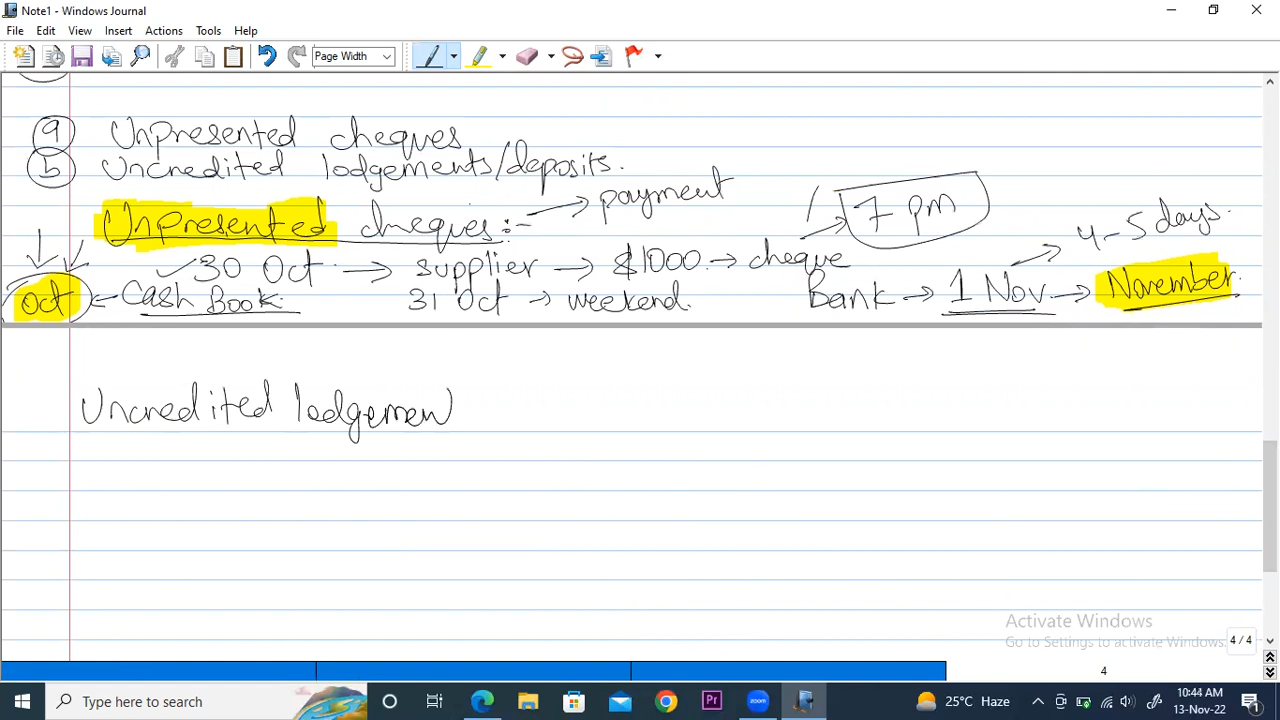 Note1 - Windows Journal
File Edit View Insert Actions Tools Help
Page Width
a Unpresented cheques
b Uncredited lodgements/deposits.
Unpresented cheques :- → payment 7 pm
✓30 Oct → supplier → $1000 → cheque 4-5 days.
Oct ← Cash Book 31 Oct → weekend. Bank → 1 Nov → November.
Uncredited lodgemen
Activate Windows
Go to Settings to activate Windows.
4 / 4
4
Type here to search
Pr
zoom
25°C Haze
10:44 AM
13-Nov-22
1